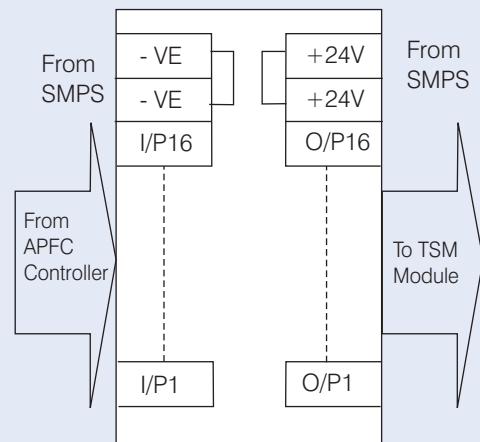 From
SMPS
- VE
- VE
I/P16
+24V
+24V
O/P16
From
SMPS
From
APFC
Controller
To TSM
Module
I/P1
O/P1